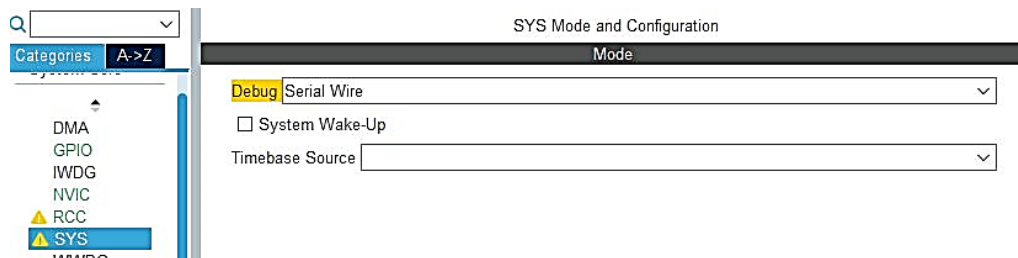 SYS Mode and Configuration
Categories A->Z
Mode
Debug Serial Wire
System Wake-Up
Timebase Source
DMA
GPIO
IWDG
NVIC
RCC
SYS